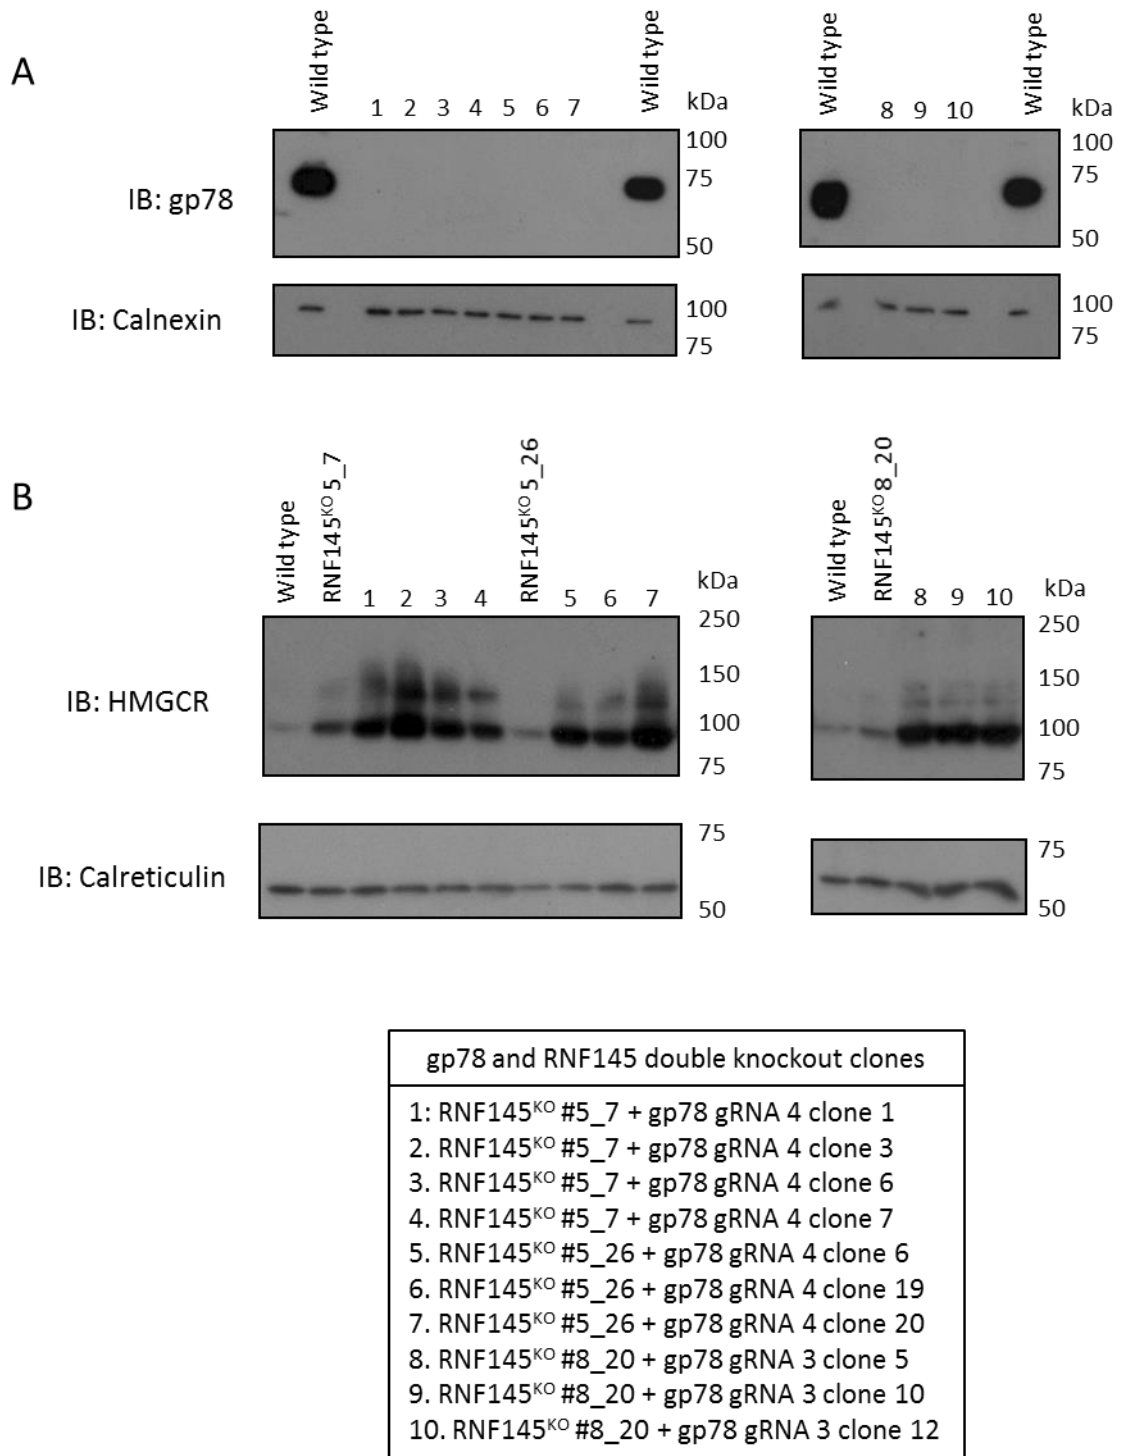 A
Wild type 1 2 3 4 5 6 7 Wild type kDa
Wild type 8 9 10 Wild type kDa
IB: gp78
100
75
50
100
75
50
IB: Calnexin
100
75
100
75
B
Wild type RNF145KO 5_7 1 2 3 4 RNF145KO 5_26 5 6 7 kDa
Wild type RNF145KO 8_20 8 9 10 kDa
IB: HMGCR
250
150
100
75
250
150
100
75
IB: Calreticulin
75
50
75
50
gp78 and RNF145 double knockout clones
1: RNF145KO #5_7 + gp78 gRNA 4 clone 1
2. RNF145KO #5_7 + gp78 gRNA 4 clone 3
3. RNF145KO #5_7 + gp78 gRNA 4 clone 6
4. RNF145KO #5_7 + gp78 gRNA 4 clone 7
5. RNF145KO #5_26 + gp78 gRNA 4 clone 6
6. RNF145KO #5_26 + gp78 gRNA 4 clone 19
7. RNF145KO #5_26 + gp78 gRNA 4 clone 20
8. RNF145KO #8_20 + gp78 gRNA 3 clone 5
9. RNF145KO #8_20 + gp78 gRNA 3 clone 10
10. RNF145KO #8_20 + gp78 gRNA 3 clone 12